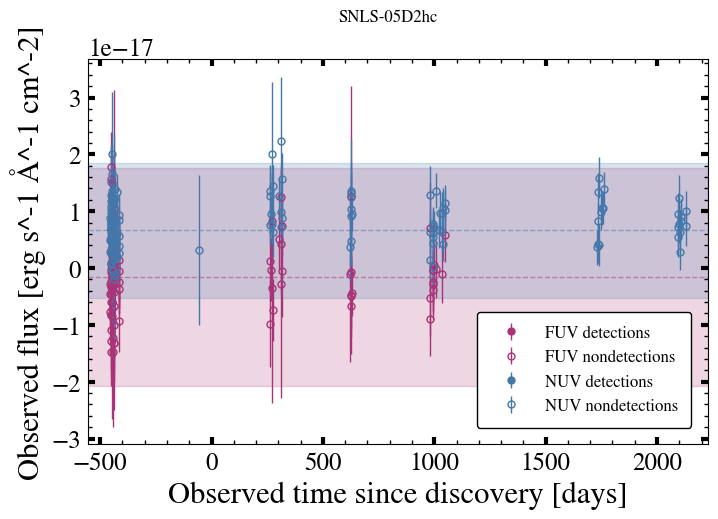 SNLS-05D2hc
1e−17
3
2
1
0
−1
−2
−3
Observed flux [erg s^-1 Å^-1 cm^-2]
FUV detections
FUV nondetections
NUV detections
NUV nondetections
−500 0 500 1000 1500 2000
Observed time since discovery [days]